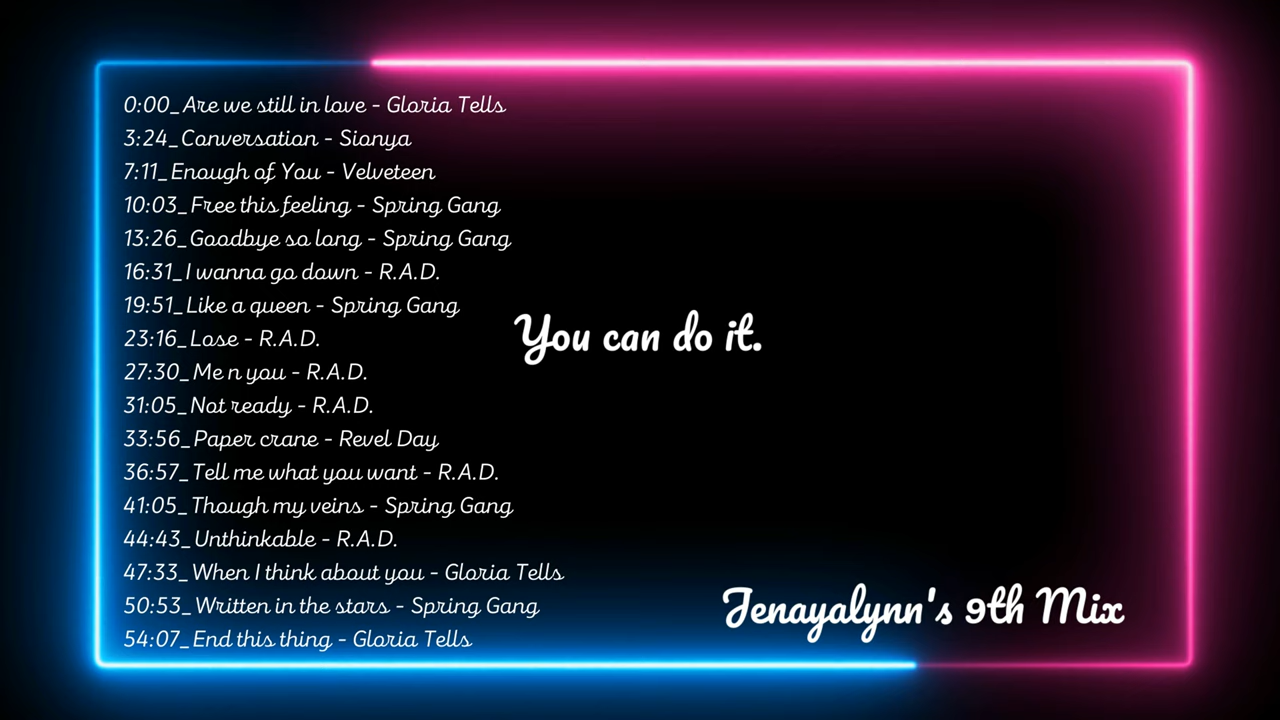 0:00_Are we still in love - Gloria Tells
3:24_Conversation - Sionya
7:11_Enough of You - Velveteen
10:03_Free this feeling - Spring Gang
13:26_Goodbye so long - Spring Gang
16:31_I wanna go down - R.A.D.
19:51_Like a queen - Spring Gang
23:16_Lose - R.A.D.
27:30_Me n you - R.A.D.
31:05_Not ready - R.A.D.
33:56_Paper crane - Revel Day
36:57_Tell me what you want - R.A.D.
41:05_Though my veins - Spring Gang
44:43_Unthinkable - R.A.D.
47:33_When I think about you - Gloria Tells
50:53_Written in the stars - Spring Gang
54:07_End this thing - Gloria Tells
You can do it.
Jenayalynn's 9th Mix